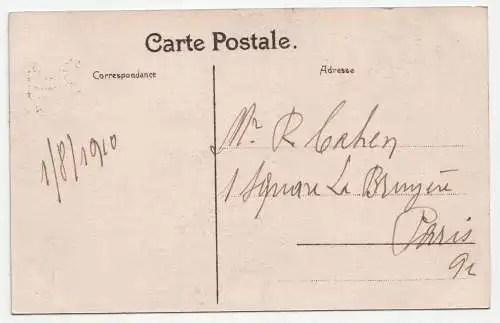 Carte Postale.
Correspondance
Adresse
1/8/1910
Mr R Cahen
1 Square La Bruyère
Paris
9e